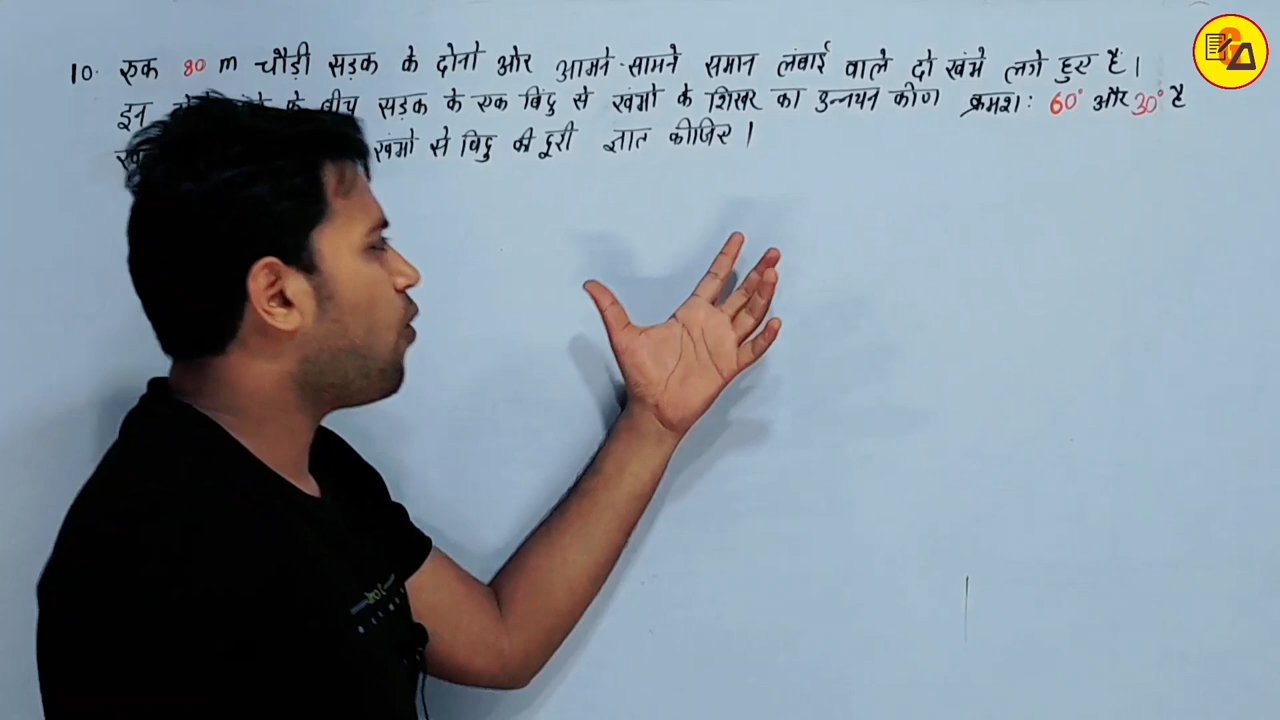 10. एक 80 m चौड़ी सड़क के दोनो ओर आमने-सामने समान लंबाई वाले दो खंभे लगे हुए है।
इन बीच सड़क के एक बिंदु से खंभो के शिखर का उन्नयन कोण क्रमश: 60° और 30° है
खंभो से बिंदु की दूरी ज्ञात कीजिए।